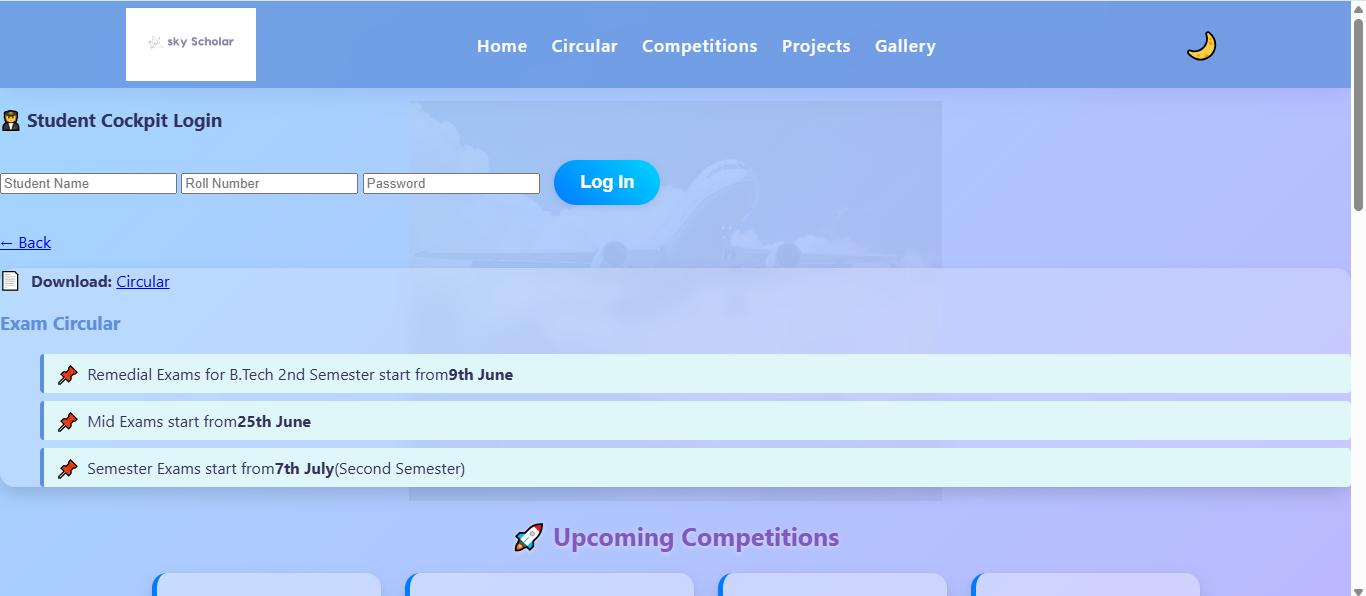 sky Scholar
Home Circular Competitions Projects Gallery
Student Cockpit Login
Student Name Roll Number Password Log In
← Back
Download: Circular
Exam Circular
Remedial Exams for B.Tech 2nd Semester start from9th June
Mid Exams start from25th June
Semester Exams start from7th July(Second Semester)
Upcoming Competitions